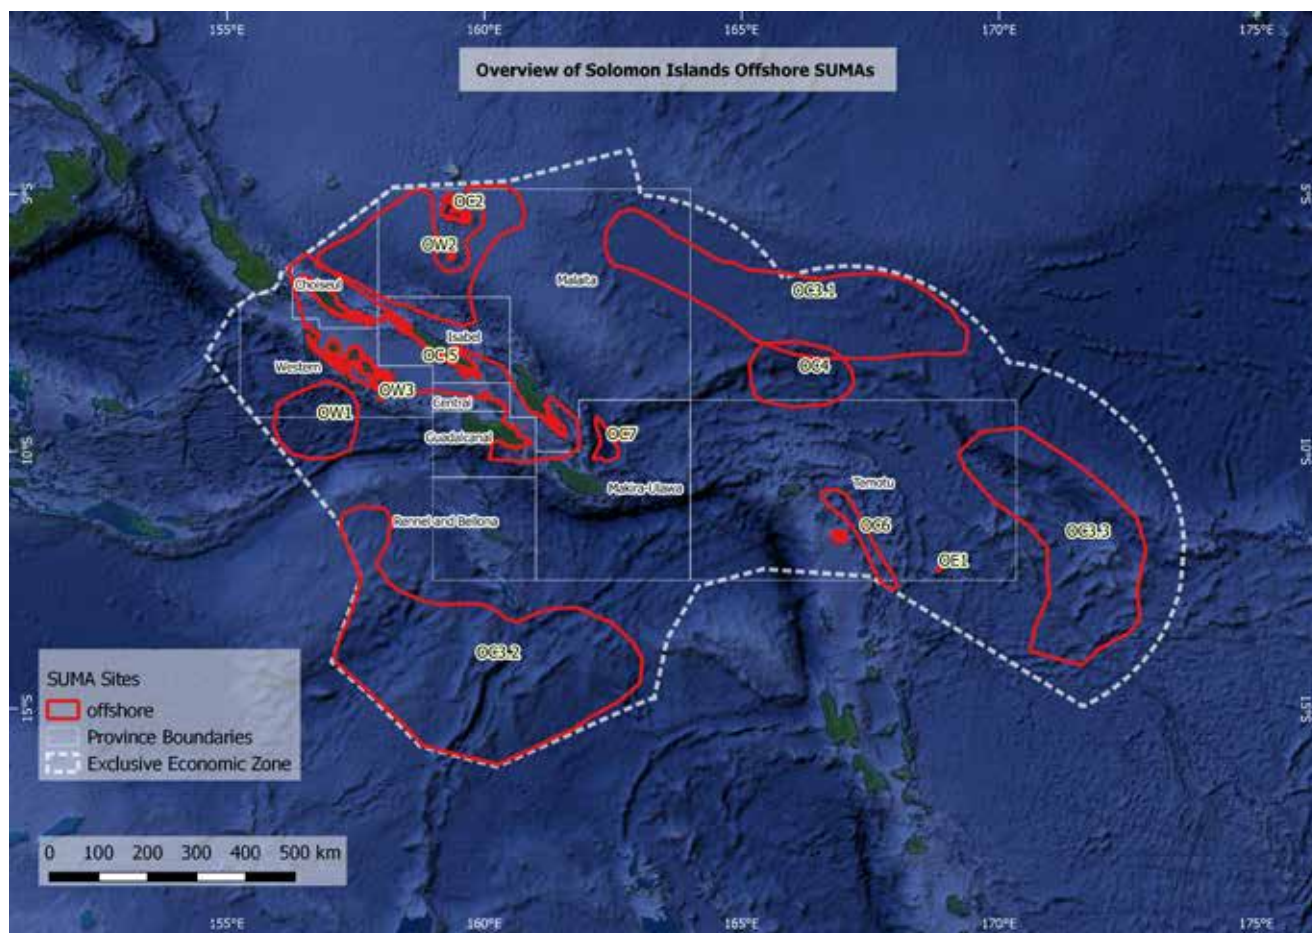 155°E 160°E 165°E 170°E 175°E
Overview of Solomon Islands Offshore SUMAs
5°S 5°S
OC2
OW2
Choiseul
Malaita
OC3.1
Isabel
OC5
Western
OC4
OW3
Central
OW1
Guadalcanal
OC7
10°S 10°S
Makira-Ulawa
Temotu
Rennel and Bellona
OC6
OC3.3
OE1
OC3.2
SUMA Sites
offshore
Province Boundaries
Exclusive Economic Zone
15°S 15°S
0 100 200 300 400 500 km
155°E 160°E 165°E 170°E 175°E